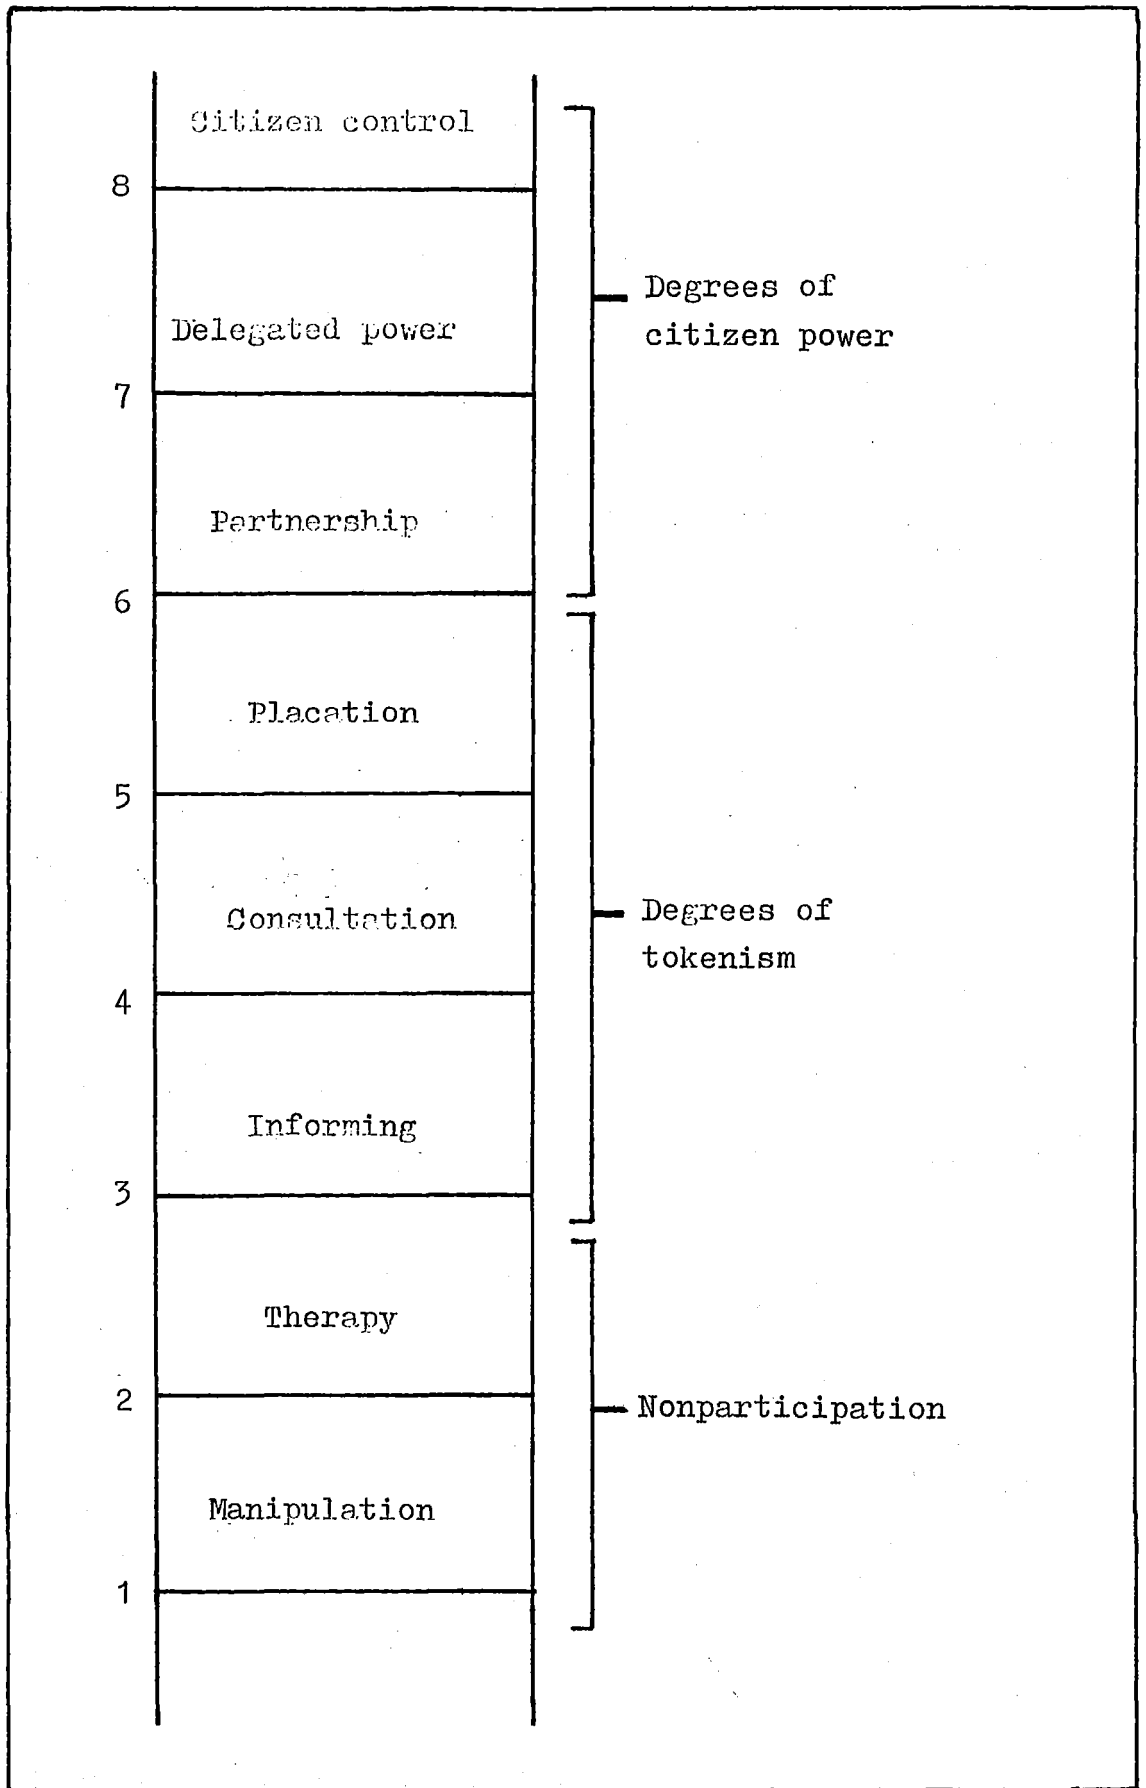 Citizen control
8
Degrees of
citizen power
Delegated power
7
Partnership
6
Placation
5
Consultation
Degrees of
tokenism
4
Informing
3
Therapy
2
Nonparticipation
Manipulation
1